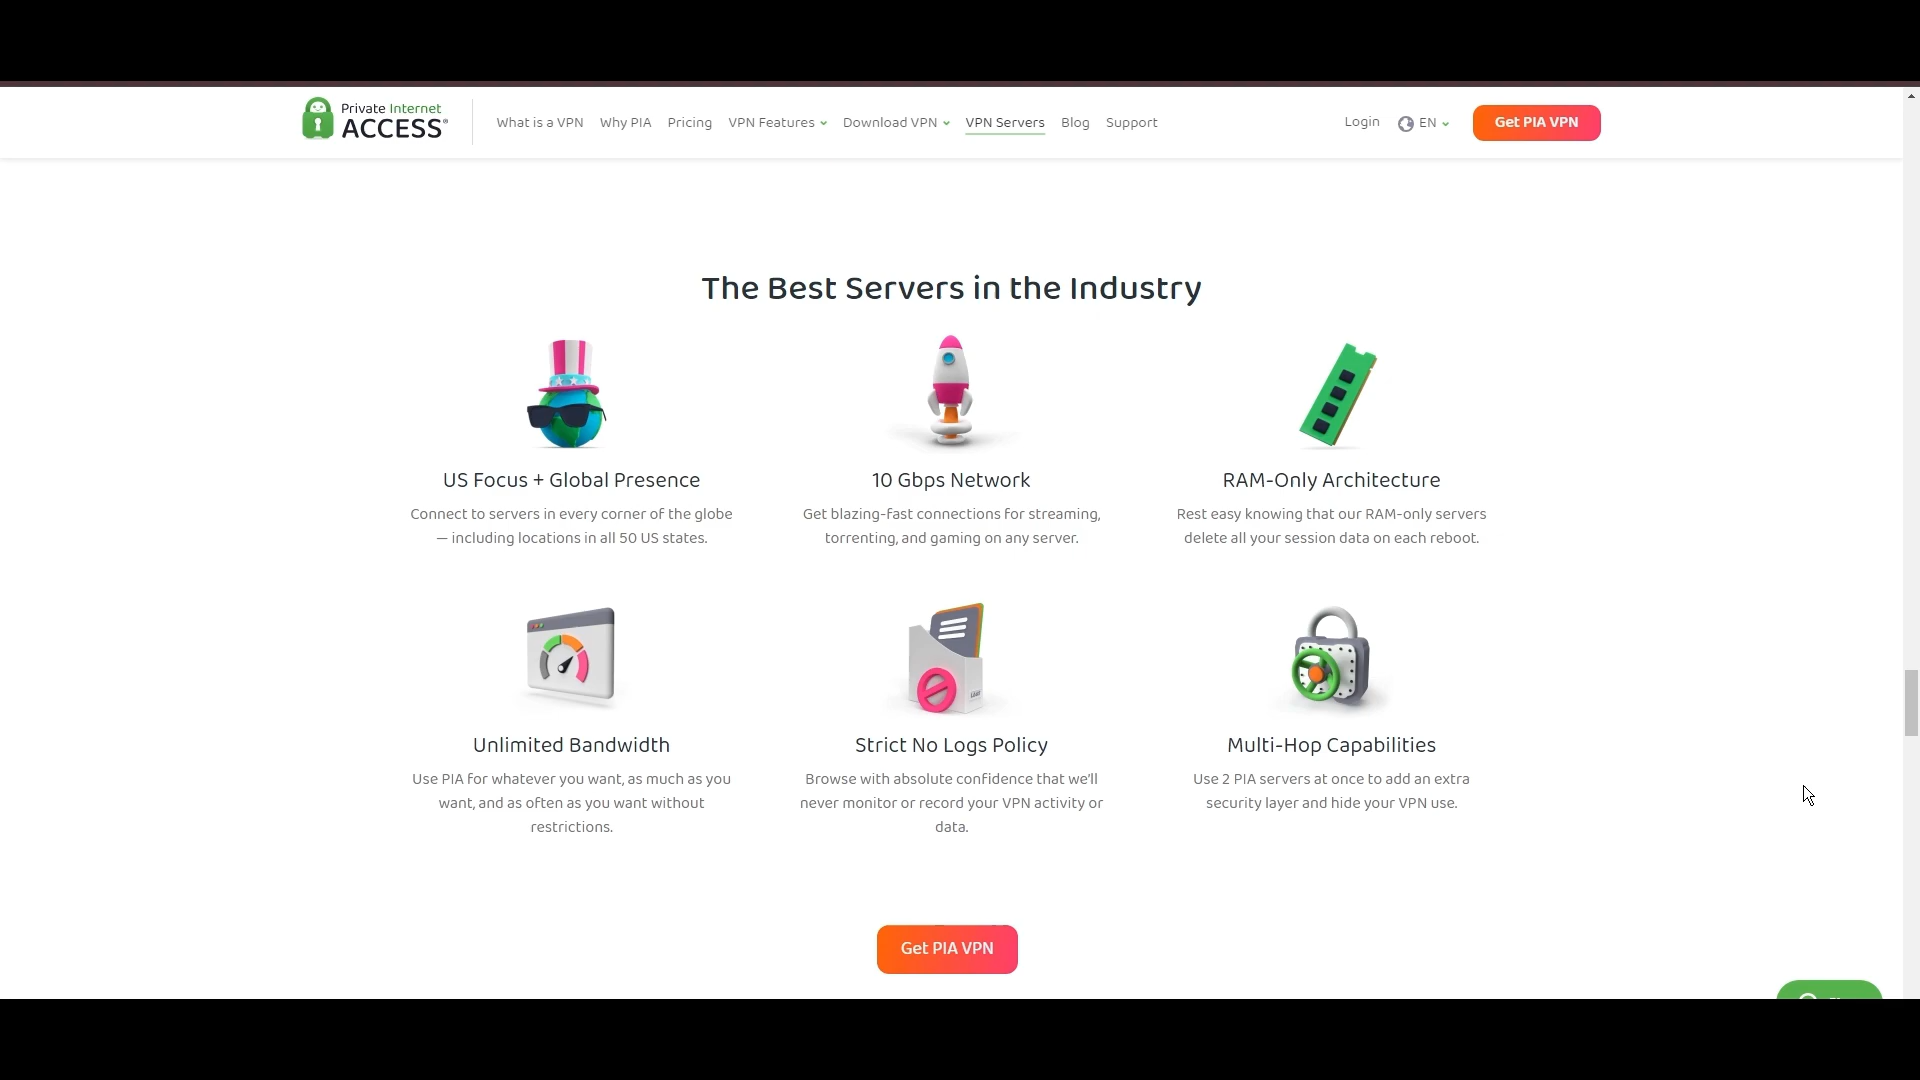 Private Internet
ACCESS®
What is a VPN Why PIA Pricing VPN Features Download VPN VPN Servers Blog Support Login EN Get PIA VPN
The Best Servers in the Industry
US Focus + Global Presence
Connect to servers in every corner of the globe
— including locations in all 50 US states.
10 Gbps Network
Get blazing-fast connections for streaming,
torrenting, and gaming on any server.
RAM-Only Architecture
Rest easy knowing that our RAM-only servers
delete all your session data on each reboot.
Unlimited Bandwidth
Use PIA for whatever you want, as much as you
want, and as often as you want without
restrictions.
Strict No Logs Policy
Browse with absolute confidence that we'll
never monitor or record your VPN activity or
data.
Multi-Hop Capabilities
Use 2 PIA servers at once to add an extra
security layer and hide your VPN use.
Get PIA VPN